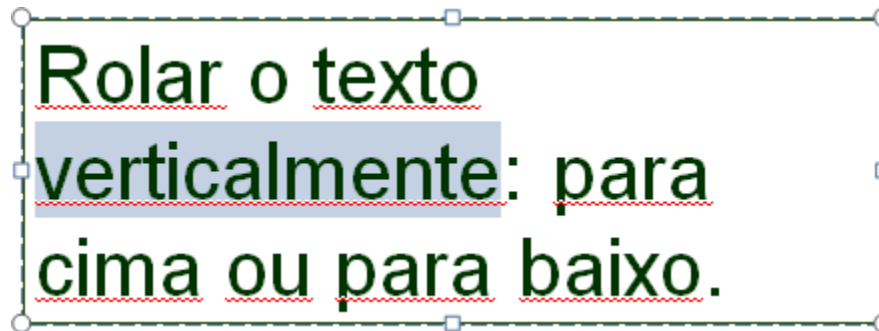 Rolar o texto
verticalmente: para
cima ou para baixo.